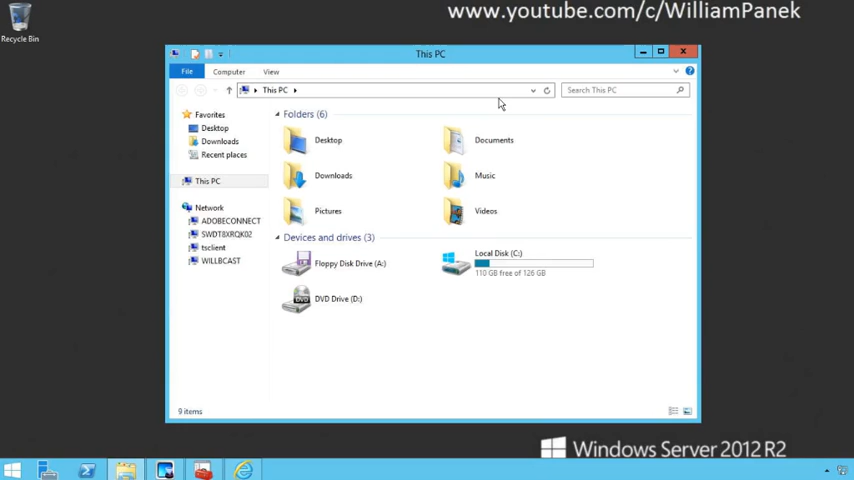 www.youtube.com/c/WilliamPanek
Recycle Bin
This PC
File Computer View
This PC
Search This PC
Favorites
Desktop
Downloads
Recent places
This PC
Network
ADOBECONNECT
SWDT8XRQK02
tsclient
WILLBCAST
Folders (6)
Desktop
Documents
Downloads
Music
Pictures
Videos
Devices and drives (3)
Floppy Disk Drive (A:)
Local Disk (C:)
110 GB free of 126 GB
DVD
DVD Drive (D:)
9 items
Windows Server 2012 R2